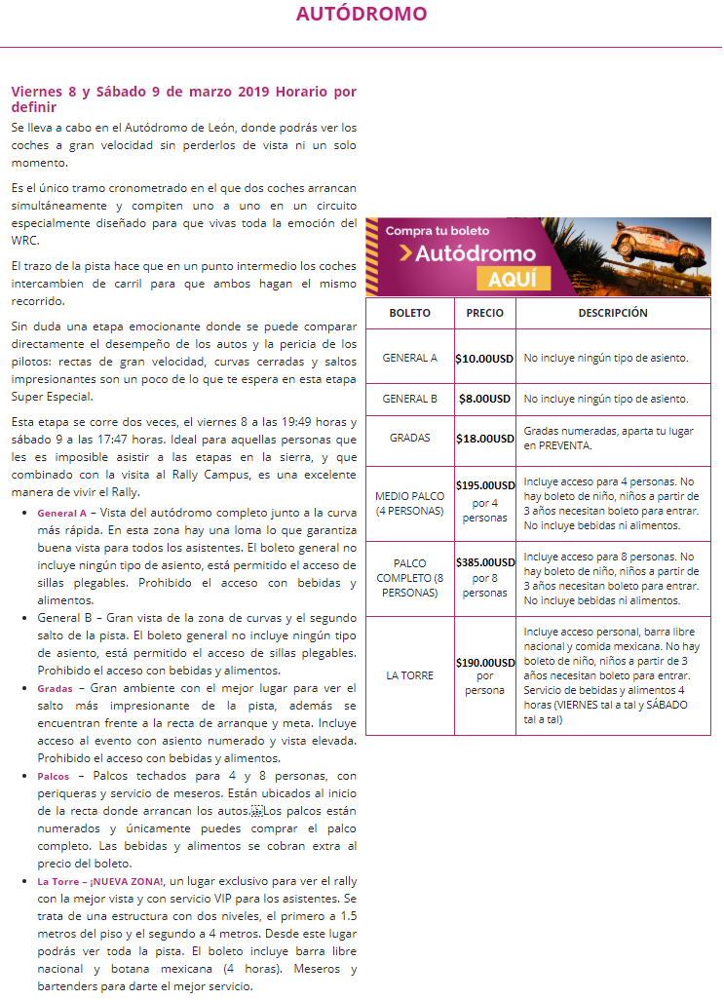 AUTÓDROMO
Viernes 8 y Sábado 9 de marzo 2019 Horario por
definir
Se lleva a cabo en el Autódromo de León, donde podrás ver los
coches a gran velocidad sin perderlos de vista ni un solo
momento.
Es el único tramo cronometrado en el que dos coches arrancan
simultáneamente y compiten uno a uno en un circuito
especialmente diseñado para que vivas toda la emoción del
WRC.
El trazo de la pista hace que en un punto intermedio los coches
intercambien de carril para que ambos hagan el mismo
recorrido.
Sin duda una etapa emocionante donde se puede comparar
directamente el desempeño de los autos y la pericia de los
pilotos: rectas de gran velocidad, curvas cerradas y saltos
impresionantes son un poco de lo que te espera en esta etapa
Super Especial.
Esta etapa se corre dos veces, el viernes 8 a las 19:49 horas y
sábado 9 a las 17:47 horas. Ideal para aquellas personas que
les es imposible asistir a las etapas en la sierra, y que
combinado con la visita al Rally Campus, es una excelente
manera de vivir el Rally.
• General A – Vista del autódromo completo junto a la curva
más rápida. En esta zona hay una loma lo que garantiza
buena vista para todos los asistentes. El boleto general no
incluye ningún tipo de asiento, está permitido el acceso de
sillas plegables. Prohibido el acceso con bebidas y
alimentos.
• General B – Gran vista de la zona de curvas y el segundo
salto de la pista. El boleto general no incluye ningún tipo
de asiento, está permitido el acceso de sillas plegables.
Prohibido el acceso con bebidas y alimentos.
• Gradas – Gran ambiente con el mejor lugar para ver el
salto más impresionante de la pista, además se
encuentran frente a la recta de arranque y meta. Incluye
acceso al evento con asiento numerado y vista elevada.
Prohibido el acceso con bebidas y alimentos.
• Palcos – Palcos techados para 4 y 8 personas, con
periqueras y servicio de meseros. Están ubicados al inicio
de la recta donde arrancan los autos. Los palcos están
numerados y únicamente puedes comprar el palco
completo. Las bebidas y alimentos se cobran extra al
precio del boleto.
• La Torre – ¡NUEVA ZONA!, un lugar exclusivo para ver el rally
con la mejor vista y con servicio VIP para los asistentes. Se
trata de una estructura con dos niveles, el primero a 1.5
metros del piso y el segundo a 4 metros. Desde este lugar
podrás ver toda la pista. El boleto incluye barra libre
nacional y botana mexicana (4 horas). Meseros y
bartenders para darte el mejor servicio.
Compra tu boleto
Autódromo
AQUÍ
BOLETO PRECIO DESCRIPCIÓN
GENERAL A $10.00USD No incluye ningún tipo de asiento.
GENERAL B $8.00USD No incluye ningún tipo de asiento.
GRADAS $18.00USD
Gradas numeradas, aparta tu lugar
en PREVENTA.
MEDIO PALCO
(4 PERSONAS)
$195.00USD
por 4
personas
Incluye acceso para 4 personas. No
hay boleto de niño, niños a partir de
3 años necesitan boleto para entrar.
No incluye bebidas ni alimentos.
PALCO
COMPLETO (8
PERSONAS)
$385.00USD
por 8
personas
Incluye acceso para 8 personas. No
hay boleto de niño, niños a partir de
3 años necesitan boleto para entrar.
No incluye bebidas ni alimentos.
LA TORRE
$190.00USD
por
persona
Incluye acceso personal, barra libre
nacional y comida mexicana. No hay
boleto de niño, niños a partir de 3
años necesitan boleto para entrar.
Servicio de bebidas y alimentos 4
horas (VIERNES tal a tal y SÁBADO
tal a tal)